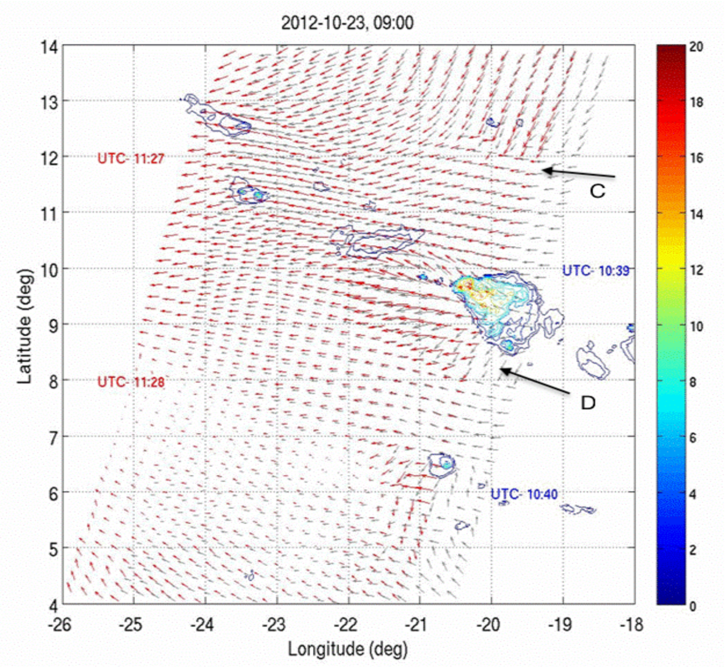 2012-10-23, 09:00
14
13
12
11
10
9
8
7
6
5
4
Latitude (deg)
UTC- 11:27
C
UTC- 10:39
UTC- 11:28
D
UTC- 10:40
-26 -25 -24 -23 -22 -21 -20 -19 -18
Longitude (deg)
20
18
16
14
12
10
8
6
4
2
0